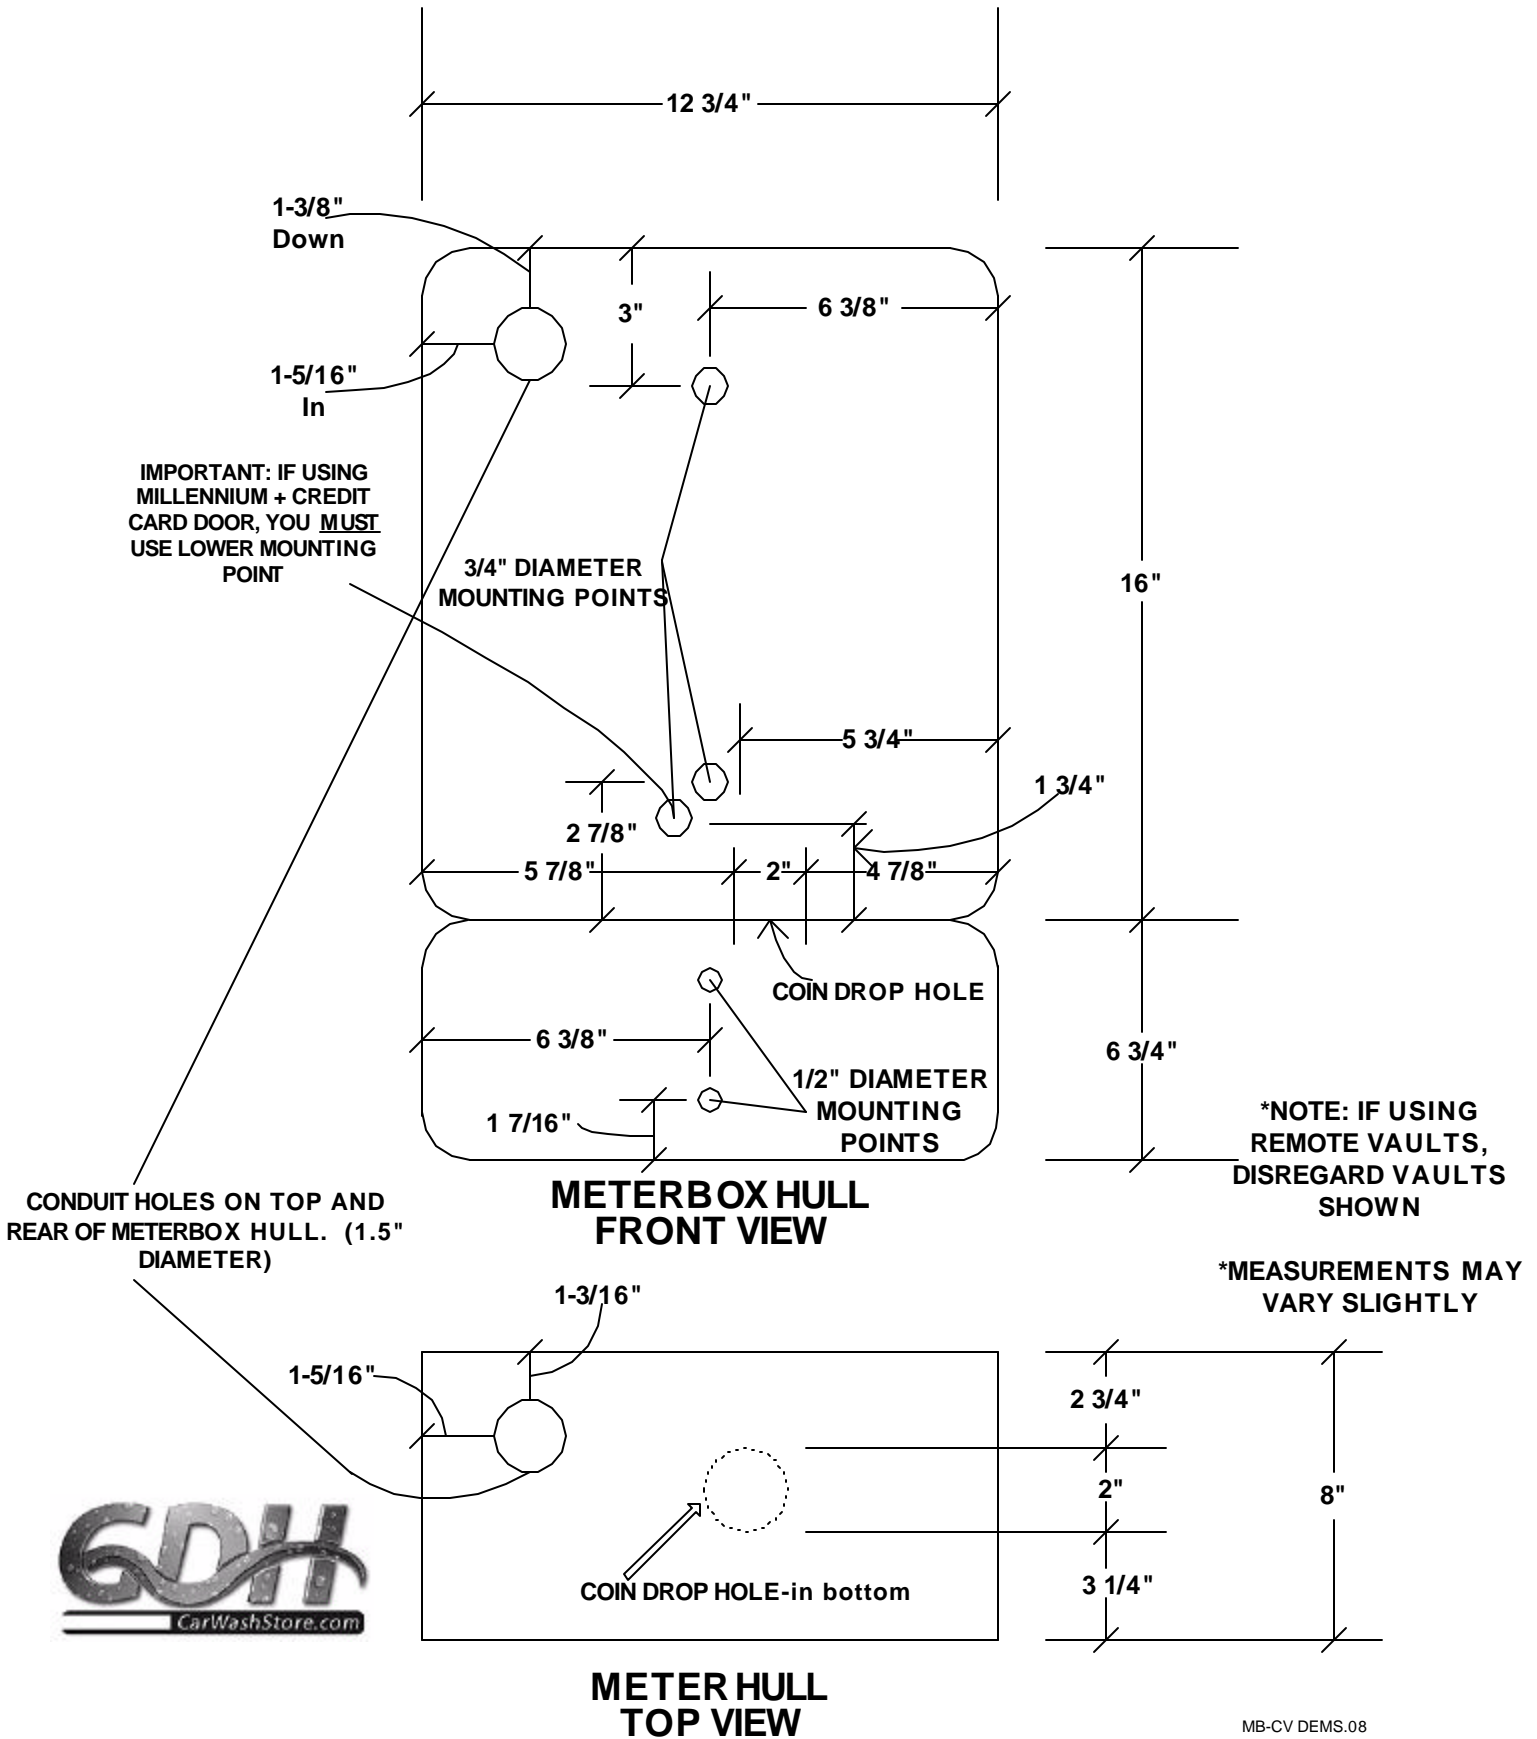 12 3/4"
1-3/8"
Down
3"
6 3/8"
1-5/16"
In
IMPORTANT: IF USING
MILLENNIUM + CREDIT
CARD DOOR, YOU MUST
USE LOWER MOUNTING
POINT
3/4" DIAMETER
MOUNTING POINTS
16"
5 3/4"
1 3/4"
2 7/8"
5 7/8"
2"
4 7/8"
COIN DROP HOLE
6 3/8"
6 3/4"
1/2" DIAMETER
MOUNTING
POINTS
1 7/16"
*NOTE: IF USING
REMOTE VAULTS,
DISREGARD VAULTS
SHOWN
METERBOX HULL
FRONT VIEW
CONDUIT HOLES ON TOP AND
REAR OF METERBOX HULL. (1.5"
DIAMETER)
*MEASUREMENTS MAY
VARY SLIGHTLY
1-3/16"
1-5/16"
2 3/4"
2"
8"
3 1/4"
COIN DROP HOLE-in bottom
GDH
CarWashStore.com
METER HULL
TOP VIEW
MB-CV DEMS.08